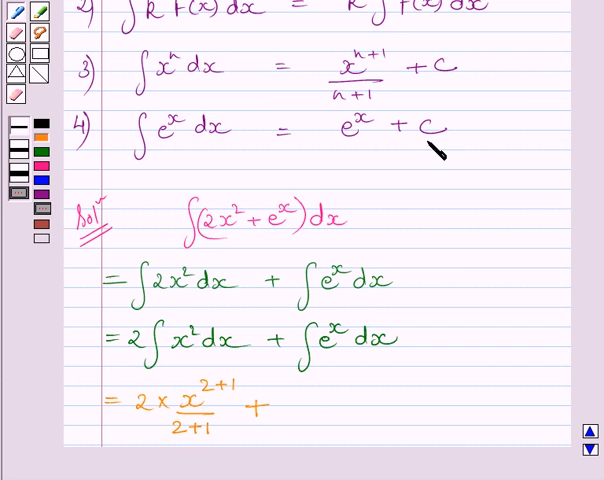 2) ∫ k f(x) dx = k ∫ f(x) dx
3) ∫ xⁿ dx = xⁿ⁺¹/n+1 + C
4) ∫ eˣ dx = eˣ + C
Solⁿ ∫(2x² + eˣ) dx
= ∫ 2x² dx + ∫ eˣ dx
= 2 ∫ x² dx + ∫ eˣ dx
= 2 × x²⁺¹/2+1 +